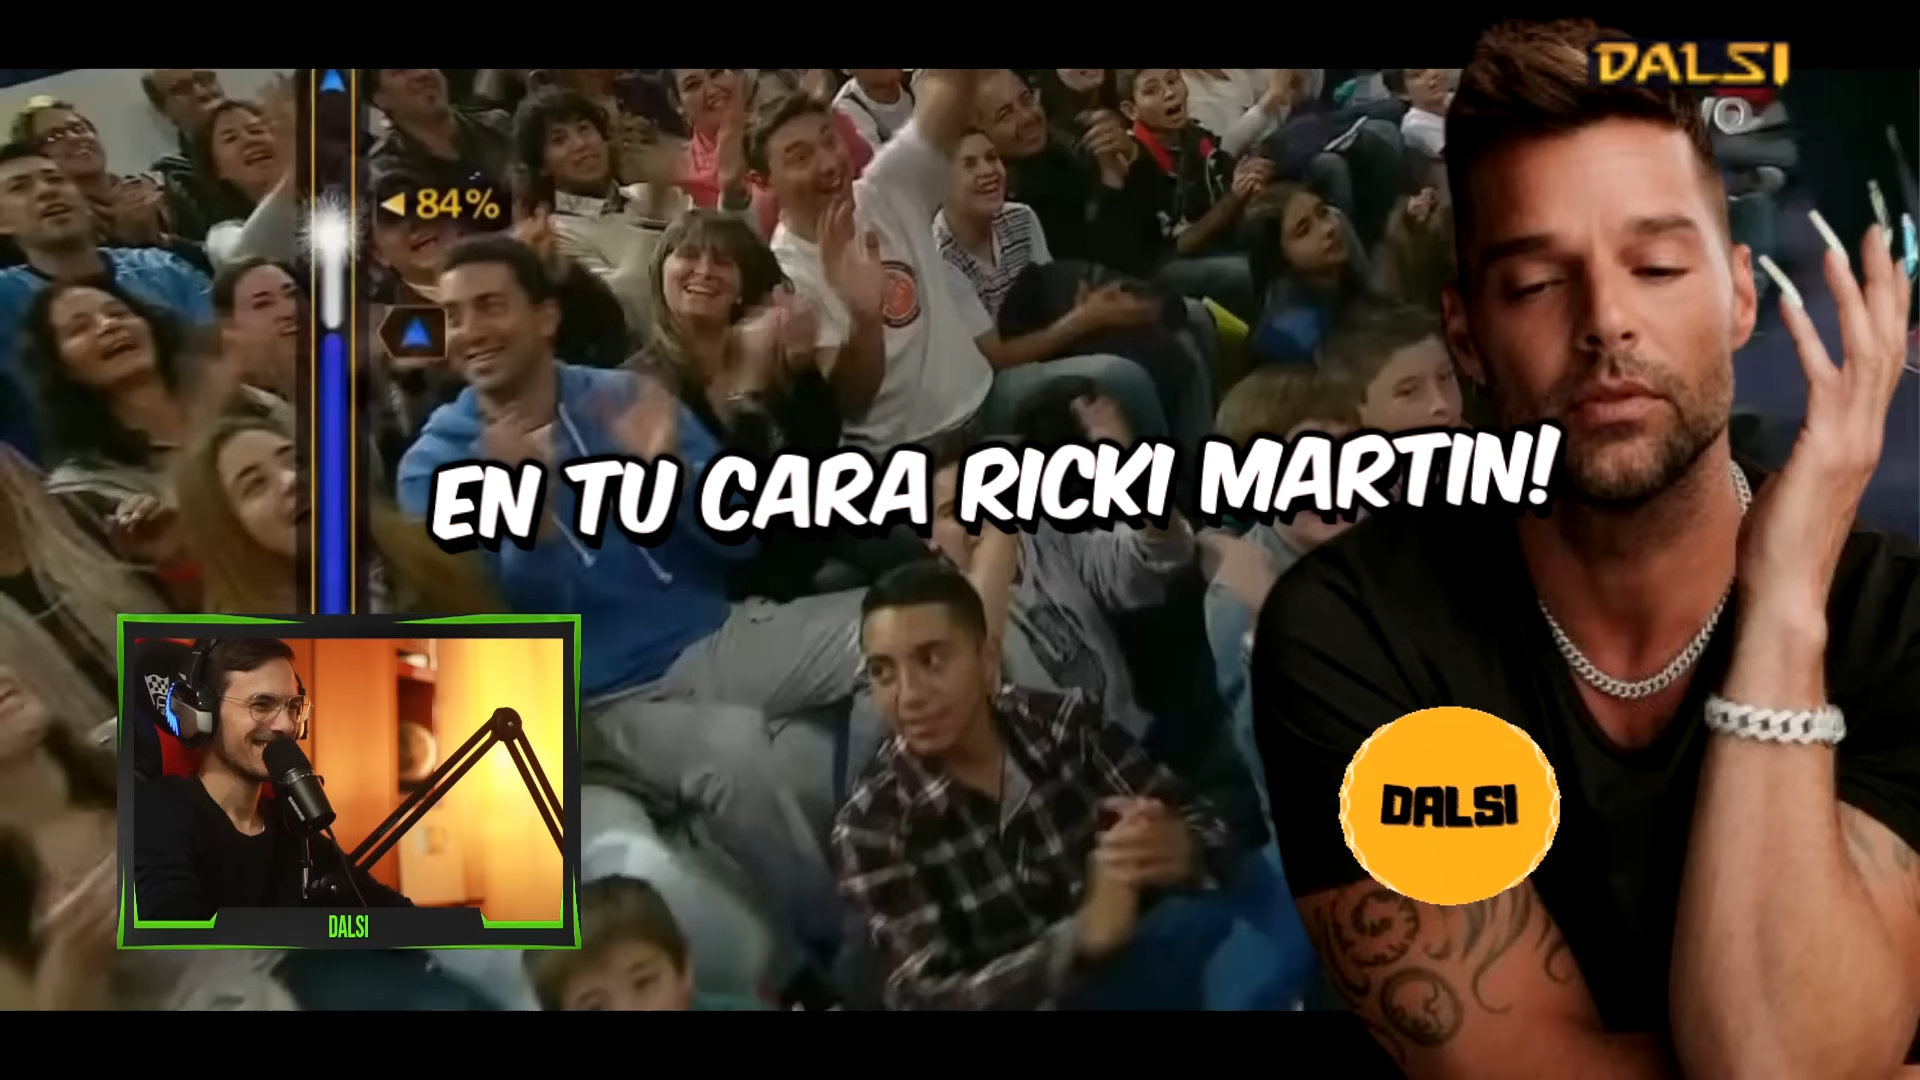 DALSI
84%
EN TU CARA RICKI MARTIN!
DALSI
DALSI